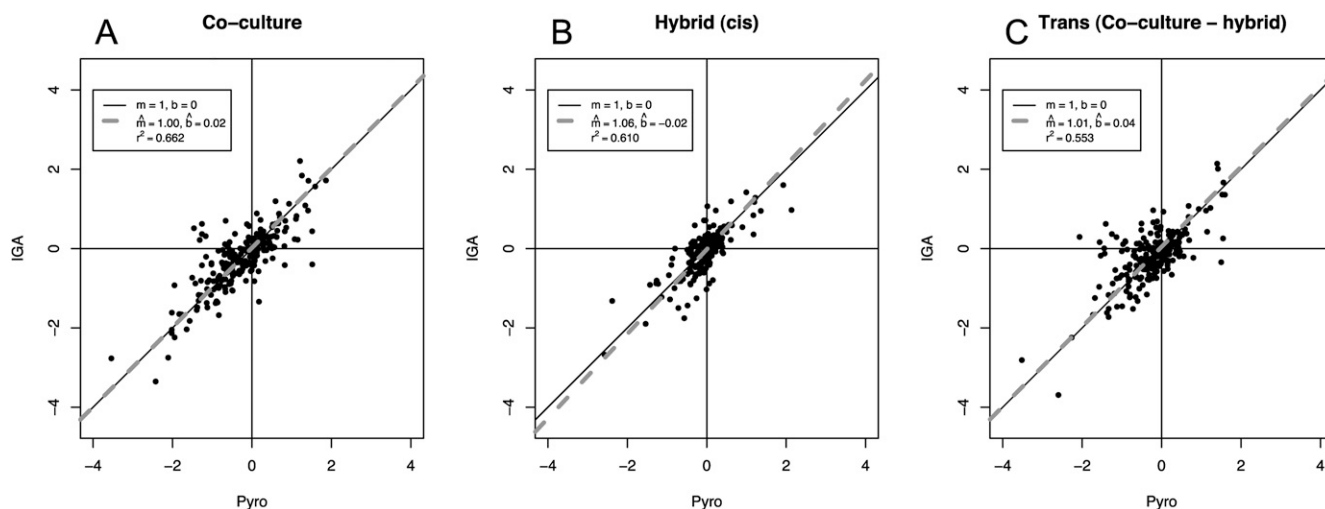 A
Co−culture
IGA
4
2
0
−2
−4
m = 1, b = 0
m̂ = 1.00, b̂ = 0.02
r² = 0.662
−4 −2 0 2 4
Pyro
B
Hybrid (cis)
IGA
4
2
0
−2
−4
m = 1, b = 0
m̂ = 1.06, b̂ = −0.02
r² = 0.610
−4 −2 0 2 4
Pyro
C
Trans (Co−culture − hybrid)
IGA
4
2
0
−2
−4
m = 1, b = 0
m̂ = 1.01, b̂ = 0.04
r² = 0.553
−4 −2 0 2 4
Pyro